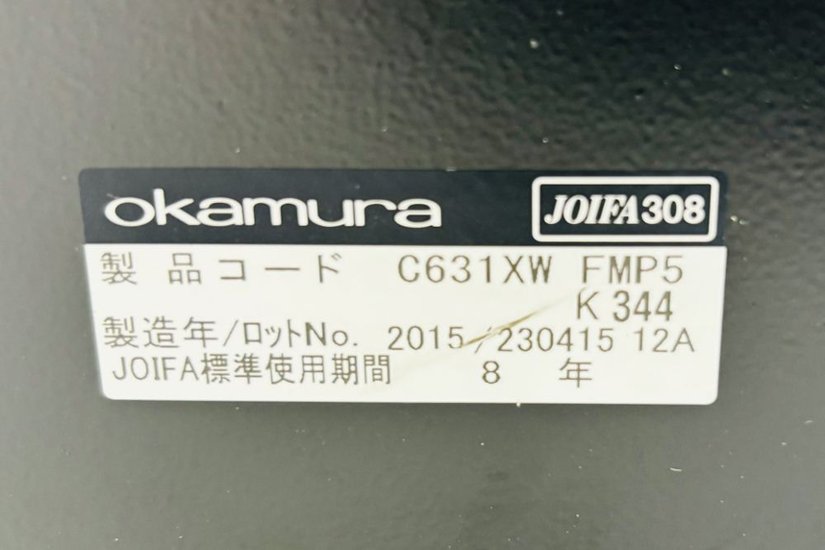 okamura JOIFA308
製品コード C631XW FMP5
K 344
製造年/ロットNo. 2015/230415 12A
JOIFA標準使用期間 8 年